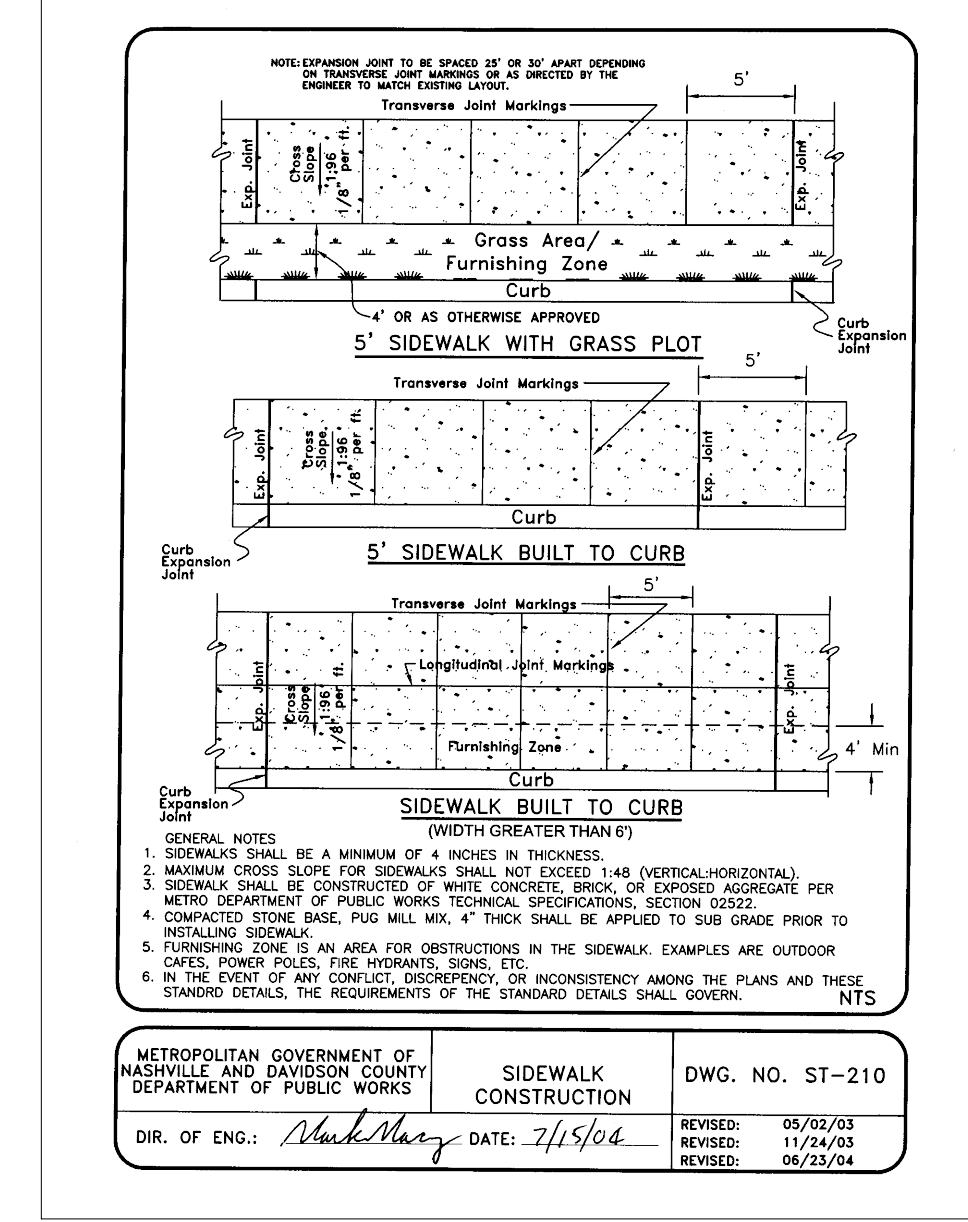 NOTE: EXPANSION JOINT TO BE SPACED 25' OR 30' APART DEPENDING
ON TRANSVERSE JOINT MARKINGS OR AS DIRECTED BY THE
ENGINEER TO MATCH EXISTING LAYOUT.
5'
Transverse Joint Markings
Exp. Joint
Cross
Slope
1:96
1/8" per ft.
Exp. Joint
Grass Area/
Furnishing Zone
Curb
4' OR AS OTHERWISE APPROVED
Curb
Expansion
Joint
5' SIDEWALK WITH GRASS PLOT
5'
Transverse Joint Markings
Exp. Joint
Cross
Slope
1:96
1/8" per ft.
Exp. Joint
Curb
Curb
Expansion
Joint
5' SIDEWALK BUILT TO CURB
5'
Transverse Joint Markings
Longitudinal Joint Markings
Exp. Joint
Cross
Slope
1:96
1/8" per ft.
Exp. Joint
Furnishing Zone
4' Min
Curb
Curb
Expansion
Joint
SIDEWALK BUILT TO CURB
(WIDTH GREATER THAN 6')
GENERAL NOTES
1. SIDEWALKS SHALL BE A MINIMUM OF 4 INCHES IN THICKNESS.
2. MAXIMUM CROSS SLOPE FOR SIDEWALKS SHALL NOT EXCEED 1:48 (VERTICAL:HORIZONTAL).
3. SIDEWALK SHALL BE CONSTRUCTED OF WHITE CONCRETE, BRICK, OR EXPOSED AGGREGATE PER
METRO DEPARTMENT OF PUBLIC WORKS TECHNICAL SPECIFICATIONS, SECTION 02522.
4. COMPACTED STONE BASE, PUG MILL MIX, 4" THICK SHALL BE APPLIED TO SUB GRADE PRIOR TO
INSTALLING SIDEWALK.
5. FURNISHING ZONE IS AN AREA FOR OBSTRUCTIONS IN THE SIDEWALK. EXAMPLES ARE OUTDOOR
CAFES, POWER POLES, FIRE HYDRANTS, SIGNS, ETC.
6. IN THE EVENT OF ANY CONFLICT, DISCREPENCY, OR INCONSISTENCY AMONG THE PLANS AND THESE
STANDRD DETAILS, THE REQUIREMENTS OF THE STANDARD DETAILS SHALL GOVERN.
NTS
METROPOLITAN GOVERNMENT OF
NASHVILLE AND DAVIDSON COUNTY
DEPARTMENT OF PUBLIC WORKS
SIDEWALK
CONSTRUCTION
DWG. NO. ST-210
DIR. OF ENG.: Mark Macy DATE: 7/15/04
REVISED: 05/02/03
REVISED: 11/24/03
REVISED: 06/23/04